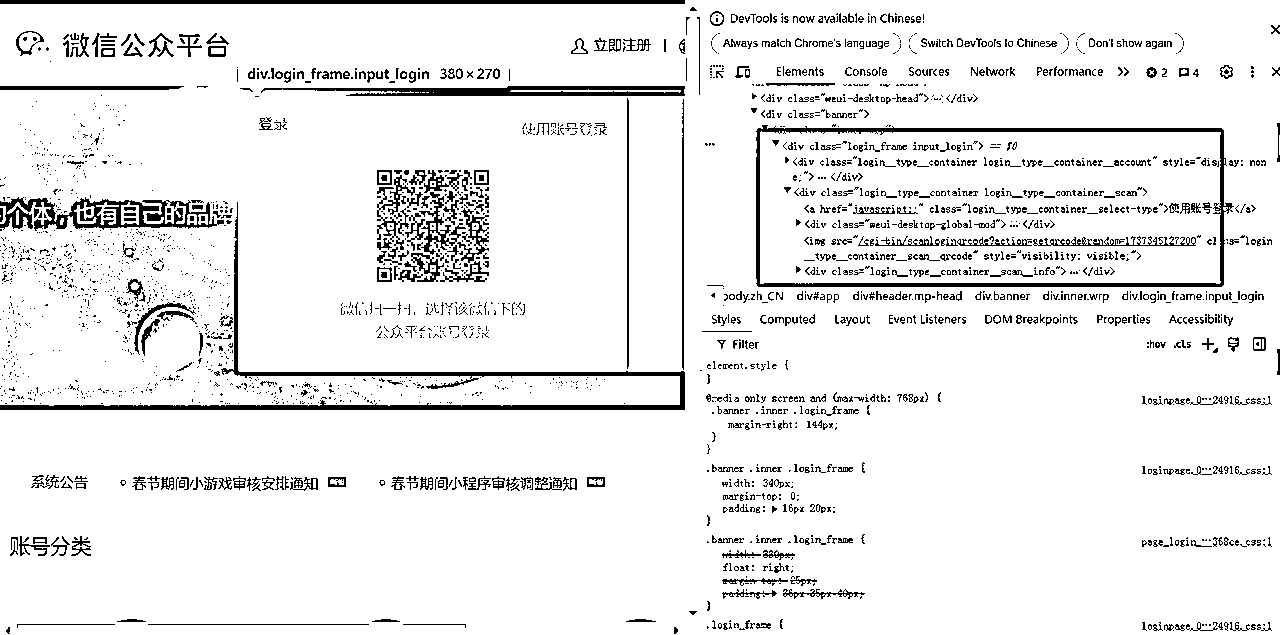 微信公众平台
立即注册 |
div.login_frame.input_login 380×270
登录
使用账号登录
个体，也有自己的品牌
微信扫一扫，选择该微信下的
公众平台账号登录
系统公告
春节期间小游戏审核安排通知
春节期间小程序审核调整通知
账号分类
DevTools is now available in Chinese!
Always match Chrome's language
Switch DevTools to Chinese
Don't show again
Elements Console Sources Network Performance 2 4
<div class="weui-desktop-head">…</div>
<div class="banner">
<div class="login_frame input_login"> == $0
<div class="login__type__container login__type__container__account" style="display: non
e;">…</div>
<div class="login__type__container login__type__container__scan">
<a href="javascript:;" class="login__type__container__select-type">使用账号登录</a>
<div class="weui-desktop-global-mod">…</div>
<img src="/cgi-bin/scanloginqrcode?action=getqrcode&random=1737345127200" class="login
__type__container__scan__qrcode" style="visibility: visible;">
<div class="login__type__container__scan__info">…</div>
body.zh_CN div#app div#header.mp-head div.banner div.inner.wrp div.login_frame.input_login
Styles Computed Layout Event Listeners DOM Breakpoints Properties Accessibility
Filter
:hov .cls
element.style {
}
@media only screen and (max-width: 768px) {
loginpage.0…24916.css:1
.banner .inner .login_frame {
margin-right: 144px;
}
}
.banner .inner .login_frame {
loginpage.0…24916.css:1
width: 340px;
margin-top: 0;
padding: 16px 20px;
}
.banner .inner .login_frame {
page_login_…368ce.css:1
width: 330px;
float: right;
margin-top: 25px;
padding: 36px 35px 40px;
}
.login_frame {
loginpage.0…24916.css:1